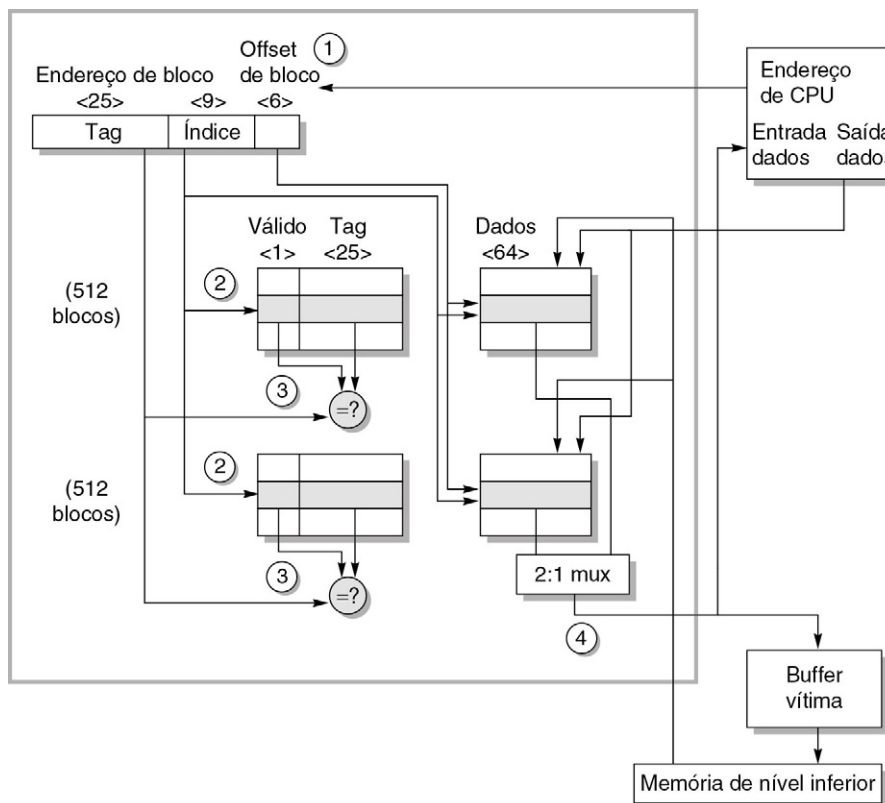 Offset
de bloco
1
Endereço de bloco
<25>
<9>
<6>
Tag
Índice
Endereço
de CPU
Entrada
dados
Saída
dados
Válido
<1>
Tag
<25>
Dados
<64>
(512
blocos)
2
3
=?
(512
blocos)
2
3
=?
2:1 mux
4
Buffer
vítima
Memória de nível inferior